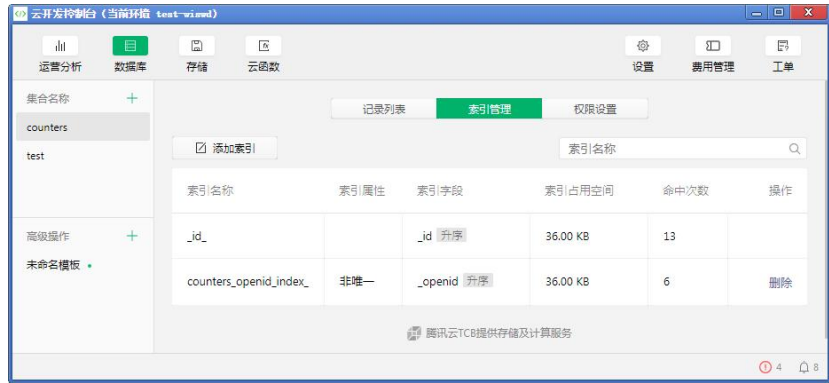 云开发控制台（当前环境 test-wiswd）
运营分析 数据库 存储 云函数 设置 费用管理 工单
集合名称
counters
test
高级操作
未命名模板
记录列表 索引管理 权限设置
添加索引 索引名称
索引名称 索引属性 索引字段 索引占用空间 命中次数 操作
_id_ _id 升序 36.00 KB 13
counters_openid_index_ 非唯一 _openid 升序 36.00 KB 6 删除
腾讯云TCB提供存储及计算服务
4 8